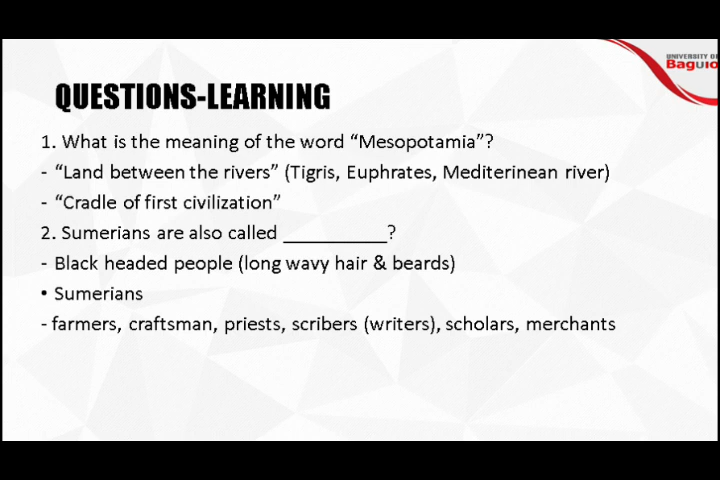 UNIVERSITY OF
Baguio
QUESTIONS-LEARNING
1. What is the meaning of the word “Mesopotamia”?
- “Land between the rivers” (Tigris, Euphrates, Mediterinean river)
- “Cradle of first civilization”
2. Sumerians are also called __________?
- Black headed people (long wavy hair & beards)
• Sumerians
- farmers, craftsman, priests, scribers (writers), scholars, merchants